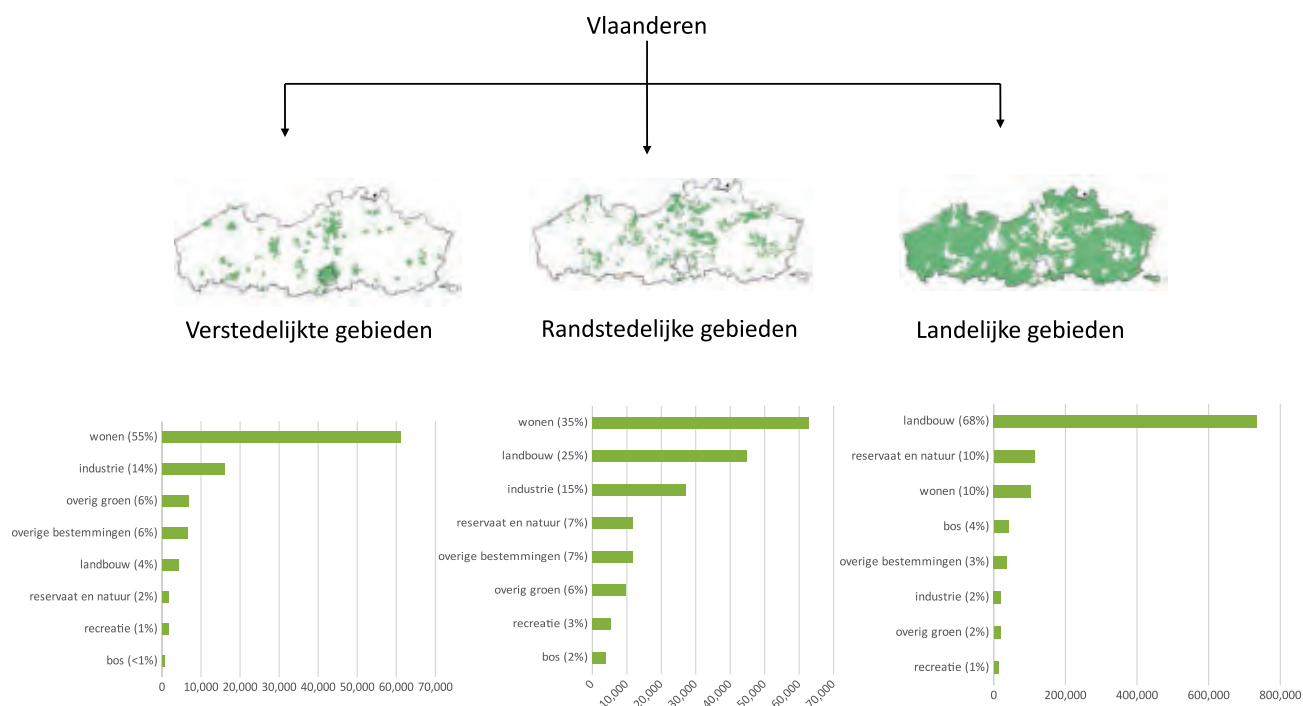 Vlaanderen
Verstedelijkte gebieden
Randstedelijke gebieden
Landelijke gebieden
wonen (55%)
industrie (14%)
overig groen (6%)
overige bestemmingen (6%)
landbouw (4%)
reservaat en natuur (2%)
recreatie (1%)
bos (<1%)
0 10,000 20,000 30,000 40,000 50,000 60,000 70,000
wonen (35%)
landbouw (25%)
industrie (15%)
reservaat en natuur (7%)
overige bestemmingen (7%)
overig groen (6%)
recreatie (3%)
bos (2%)
0 10,000 20,000 30,000 40,000 50,000 60,000 70,000
landbouw (68%)
reservaat en natuur (10%)
wonen (10%)
bos (4%)
overige bestemmingen (3%)
industrie (2%)
overig groen (2%)
recreatie (1%)
0 200,000 400,000 600,000 800,000